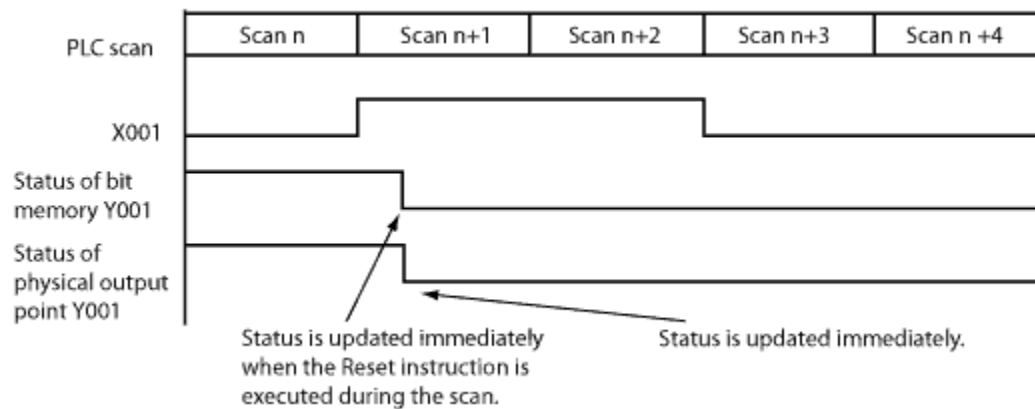 PLC scan
Scan n
Scan n+1
Scan n+2
Scan n+3
Scan n +4
X001
Status of bit
memory Y001
Status of
physical output
point Y001
Status is updated immediately
when the Reset instruction is
executed during the scan.
Status is updated immediately.